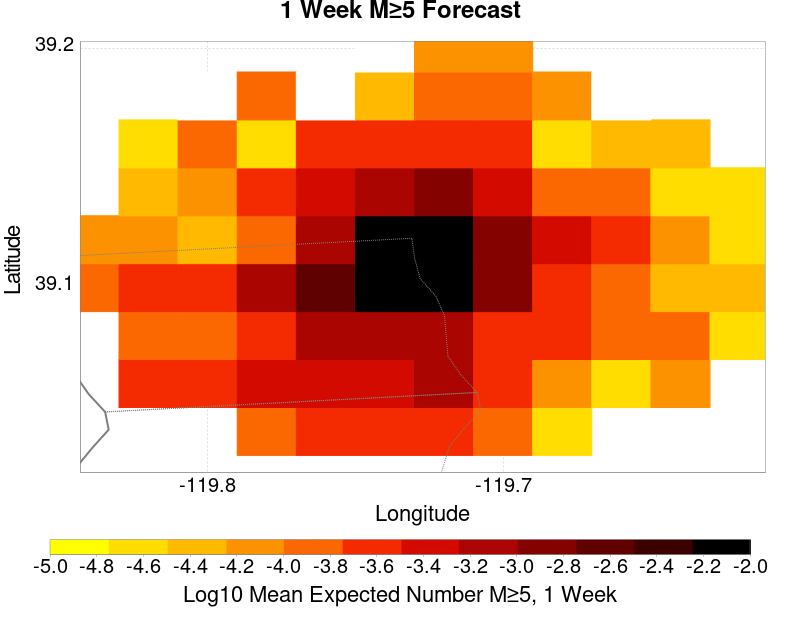 1 Week M≥5 Forecast
39.2
39.1
Latitude
-119.8 -119.7
Longitude
-5.0 -4.8 -4.6 -4.4 -4.2 -4.0 -3.8 -3.6 -3.4 -3.2 -3.0 -2.8 -2.6 -2.4 -2.2 -2.0
Log10 Mean Expected Number M≥5, 1 Week